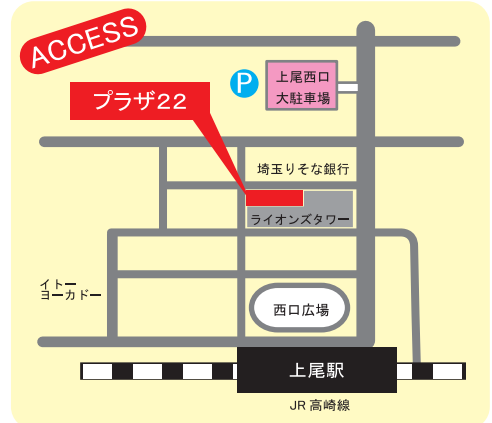 ACCESS
P
上尾西口
大駐車場
プラザ22
埼玉りそな銀行
ライオンズタワー
イトー
ヨーカドー
西口広場
上尾駅
JR 高崎線